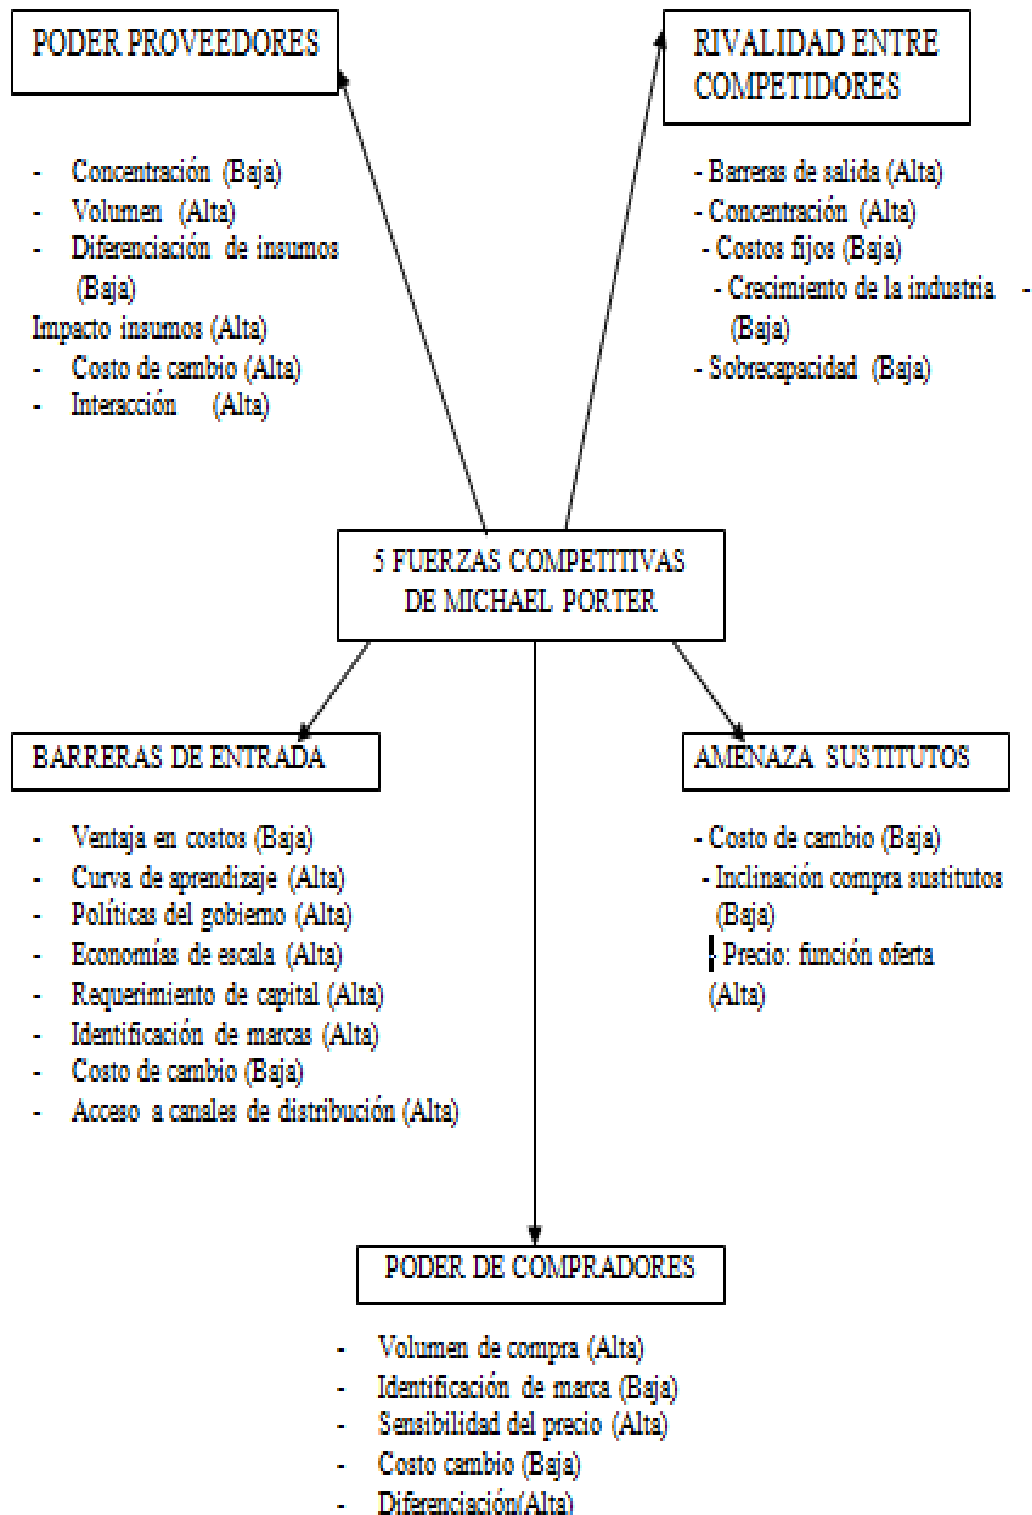 PODER PROVEEDORES
- Concentración (Baja)
- Volumen (Alta)
- Diferenciación de insumos
(Baja)
Impacto insumos (Alta)
- Costo de cambio (Alta)
- Interacción (Alta)
RIVALIDAD ENTRE
COMPETIDORES
- Barreras de salida (Alta)
- Concentración (Alta)
- Costos fijos (Baja)
- Crecimiento de la industria -
(Baja)
- Sobrecapacidad (Baja)
5 FUERZAS COMPETITIVAS
DE MICHAEL PORTER
BARRERAS DE ENTRADA
- Ventaja en costos (Baja)
- Curva de aprendizaje (Alta)
- Políticas del gobierno (Alta)
- Economías de escala (Alta)
- Requerimiento de capital (Alta)
- Identificación de marcas (Alta)
- Costo de cambio (Baja)
- Acceso a canales de distribución (Alta)
AMENAZA SUSTITUTOS
- Costo de cambio (Baja)
- Inclinación compra sustitutos
(Baja)
- Precio: función oferta
(Alta)
PODER DE COMPRADORES
- Volumen de compra (Alta)
- Identificación de marca (Baja)
- Sensibilidad del precio (Alta)
- Costo cambio (Baja)
- Diferenciación(Alta)